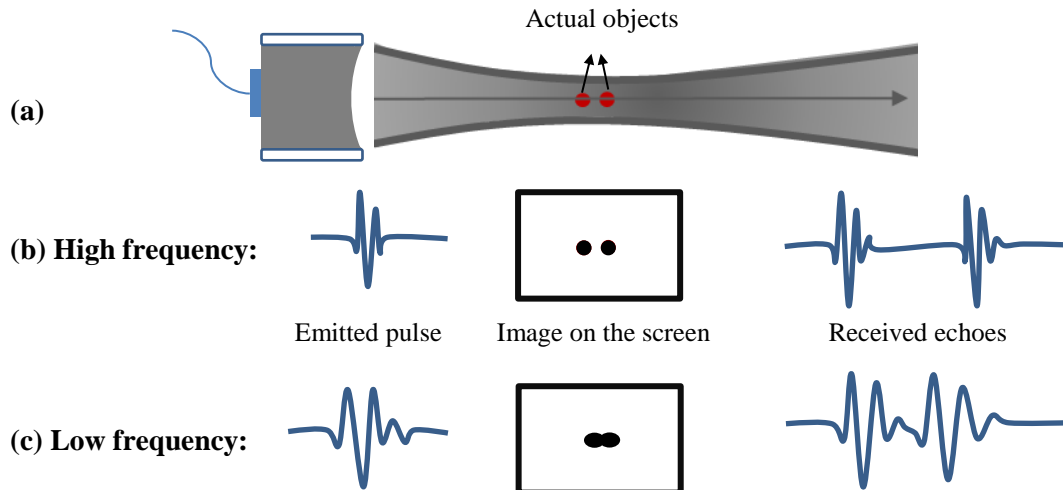 Actual objects
(a)
(b) High frequency:
Emitted pulse
Image on the screen
Received echoes
(c) Low frequency: